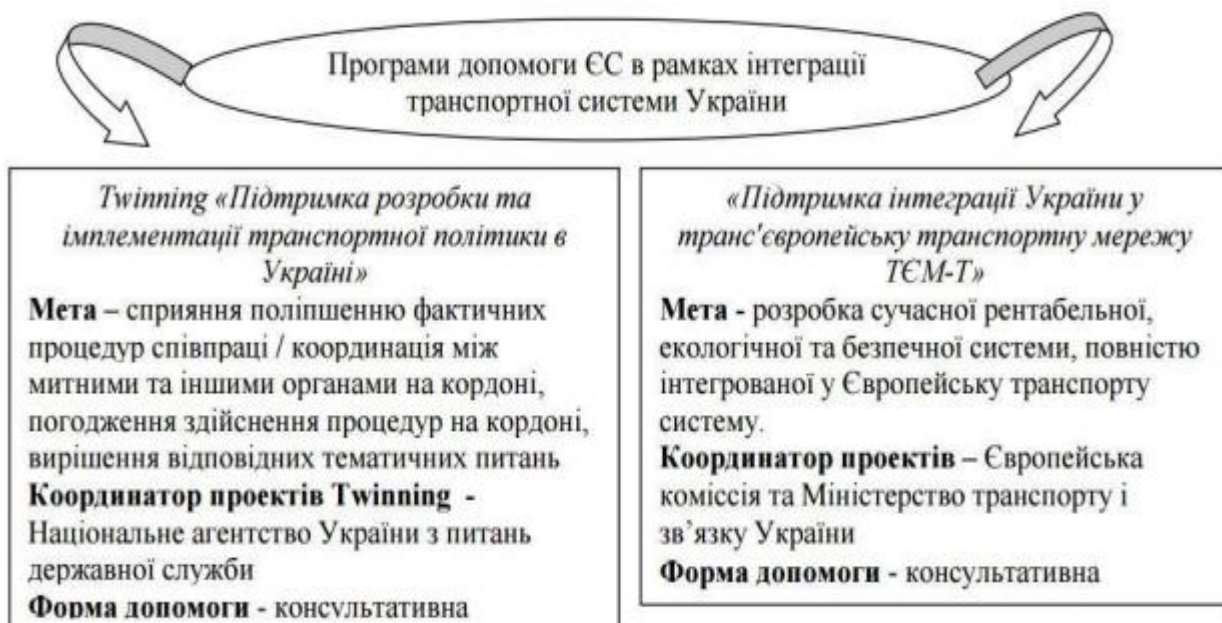 Програми допомоги ЄС в рамках інтеграції
транспортної системи України
Twinning «Підтримка розробки та
імплементації транспортної політики в
Україні»
Мета – сприяння поліпшенню фактичних
процедур співпраці / координація між
митними та іншими органами на кордоні,
погодження здійснення процедур на кордоні,
вирішення відповідних тематичних питань
Координатор проектів Twinning -
Національне агентство України з питань
державної служби
Форма допомоги - консультативна
«Підтримка інтеграції України у
транс'європейську транспортну мережу
ТЄМ-Т»
Мета - розробка сучасної рентабельної,
екологічної та безпечної системи, повністю
інтегрованої у Європейську транспорту
систему.
Координатор проектів – Європейська
комісcія та Міністерство транспорту і
зв’язку України
Форма допомоги - консультативна